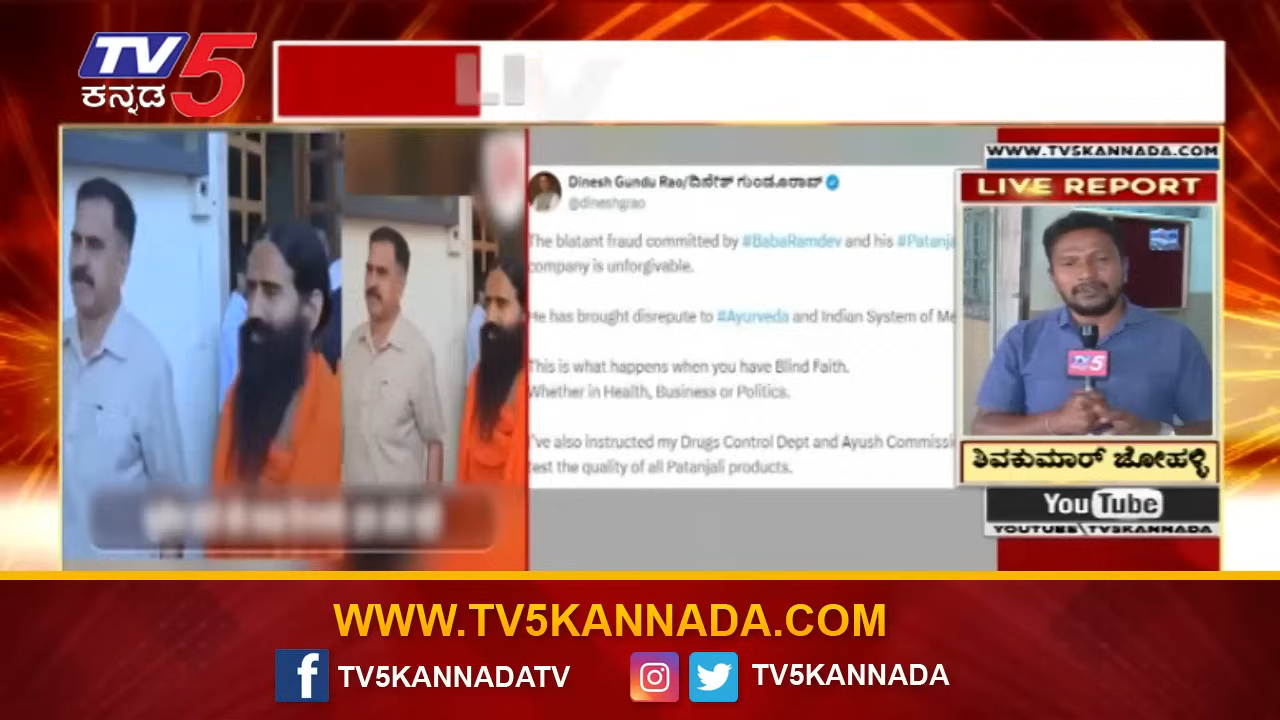 TV5
ಕನ್ನಡ
LIV
WWW.TV5KANNADA.COM
LIVE REPORT
Dinesh Gundu Rao/ದಿನೇಶ್ ಗುಂಡೂರಾವ್
@dineshgrao
The blatant fraud committed by #BabaRamdev and his #Patanja
company is unforgivable.
He has brought disrepute to #Ayurveda and Indian System of Me
This is what happens when you have Blind Faith.
Whether in Health, Business or Politics.
I've also instructed my Drugs Control Dept and Ayush Commissi
test the quality of all Patanjali products.
TV5
ಶಿವಕುಮಾರ್ ಜೋಹಳ್ಳಿ
YouTube
YOUTUBE\TV5KANNADA
WWW.TV5KANNADA.COM
TV5KANNADATV
TV5KANNADA